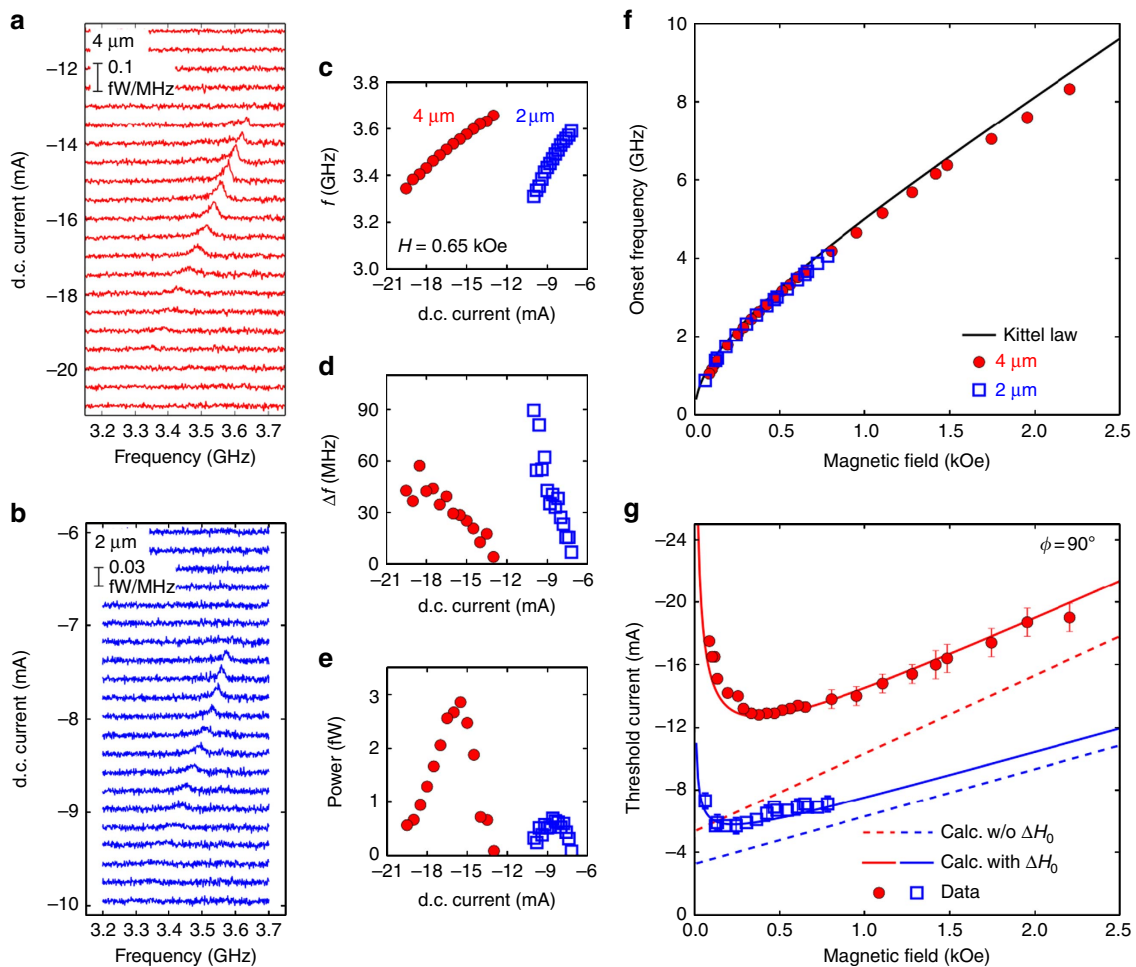 a
4 μm
0.1
fW/MHz
d.c. current (mA)
−12
−14
−16
−18
−20
3.2 3.3 3.4 3.5 3.6 3.7
Frequency (GHz)
b
2 μm
0.03
fW/MHz
d.c. current (mA)
−6
−7
−8
−9
−10
3.2 3.3 3.4 3.5 3.6 3.7
Frequency (GHz)
c
f (GHz)
3.8
3.6
3.4
3.2
3.0
4 μm
2 μm
H = 0.65 kOe
−21 −18 −15 −12 −9 −6
d.c. current (mA)
d
Δf (MHz)
90
60
30
0
−21 −18 −15 −12 −9 −6
d.c. current (mA)
e
Power (fW)
3
2
1
0
−21 −18 −15 −12 −9 −6
d.c. current (mA)
f
Onset frequency (GHz)
10
8
6
4
2
0
Kittel law
4 μm
2 μm
0.0 0.5 1.0 1.5 2.0 2.5
Magnetic field (kOe)
g
Threshold current (mA)
−24
−20
−16
−12
−8
−4
0
ϕ = 90°
Calc. w/o ΔH₀
Calc. with ΔH₀
Data
0.0 0.5 1.0 1.5 2.0 2.5
Magnetic field (kOe)